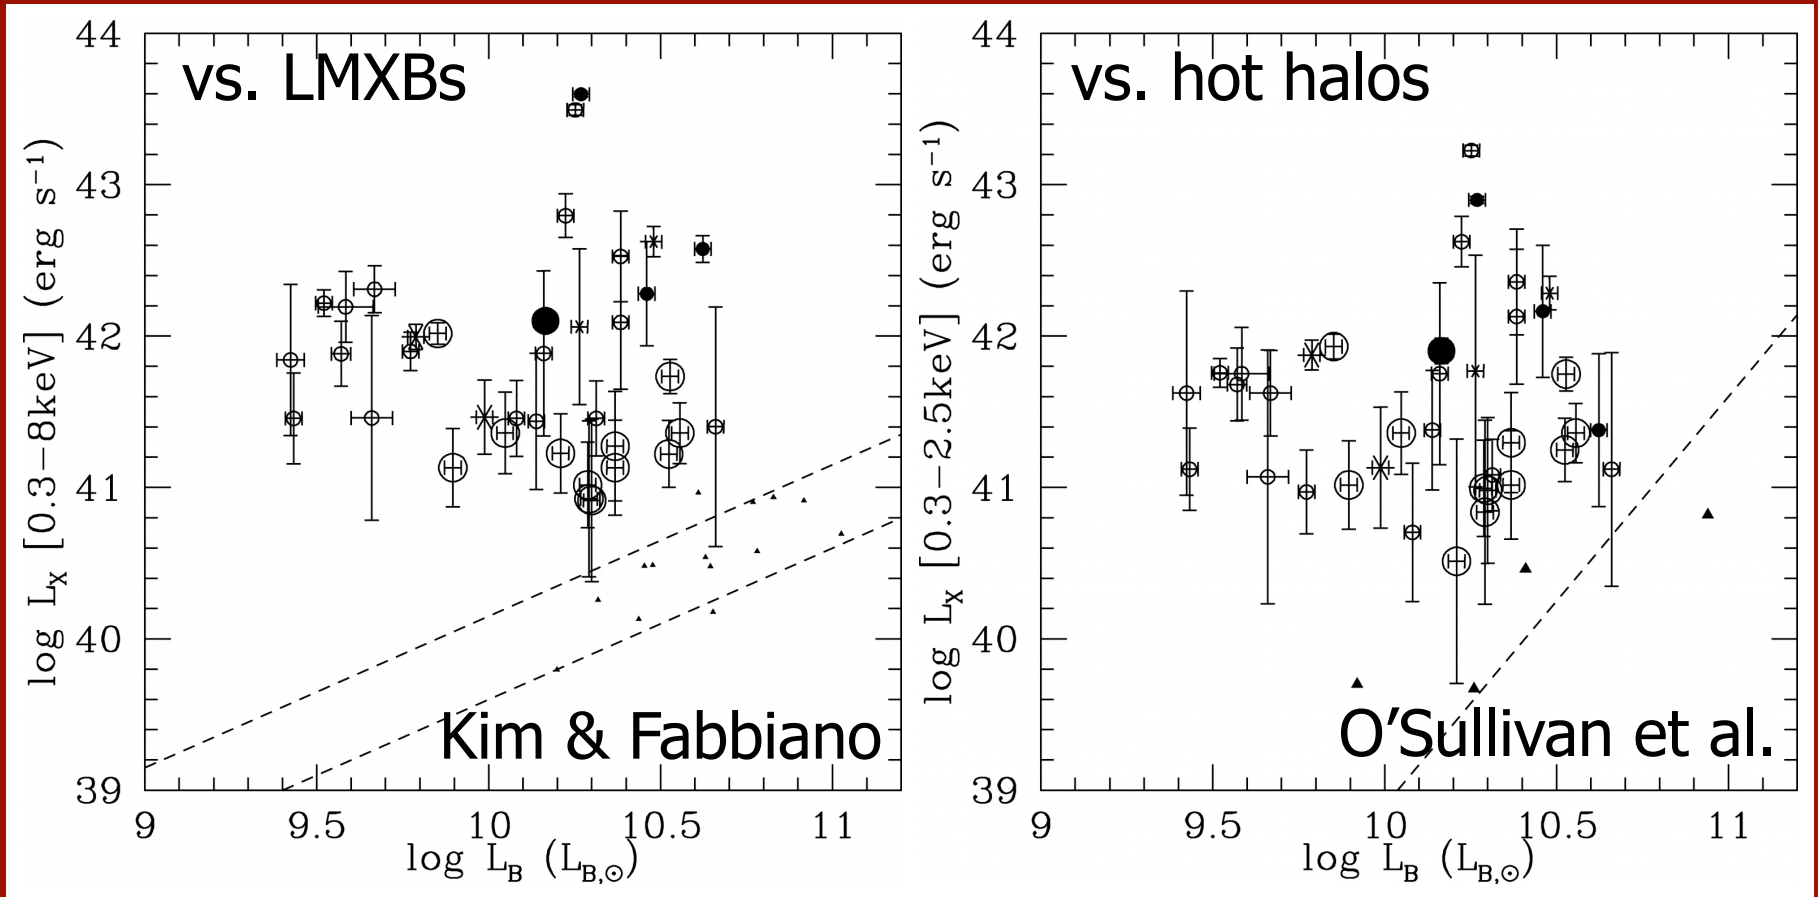 vs. LMXBs
Kim & Fabbiano
log L_X [0.3−8keV] (erg s⁻¹)
44
43
42
41
40
39
9
9.5
10
10.5
11
log L_B (L_B,⊙)
vs. hot halos
O'Sullivan et al.
log L_X [0.3−2.5keV] (erg s⁻¹)
44
43
42
41
40
39
9
9.5
10
10.5
11
log L_B (L_B,⊙)